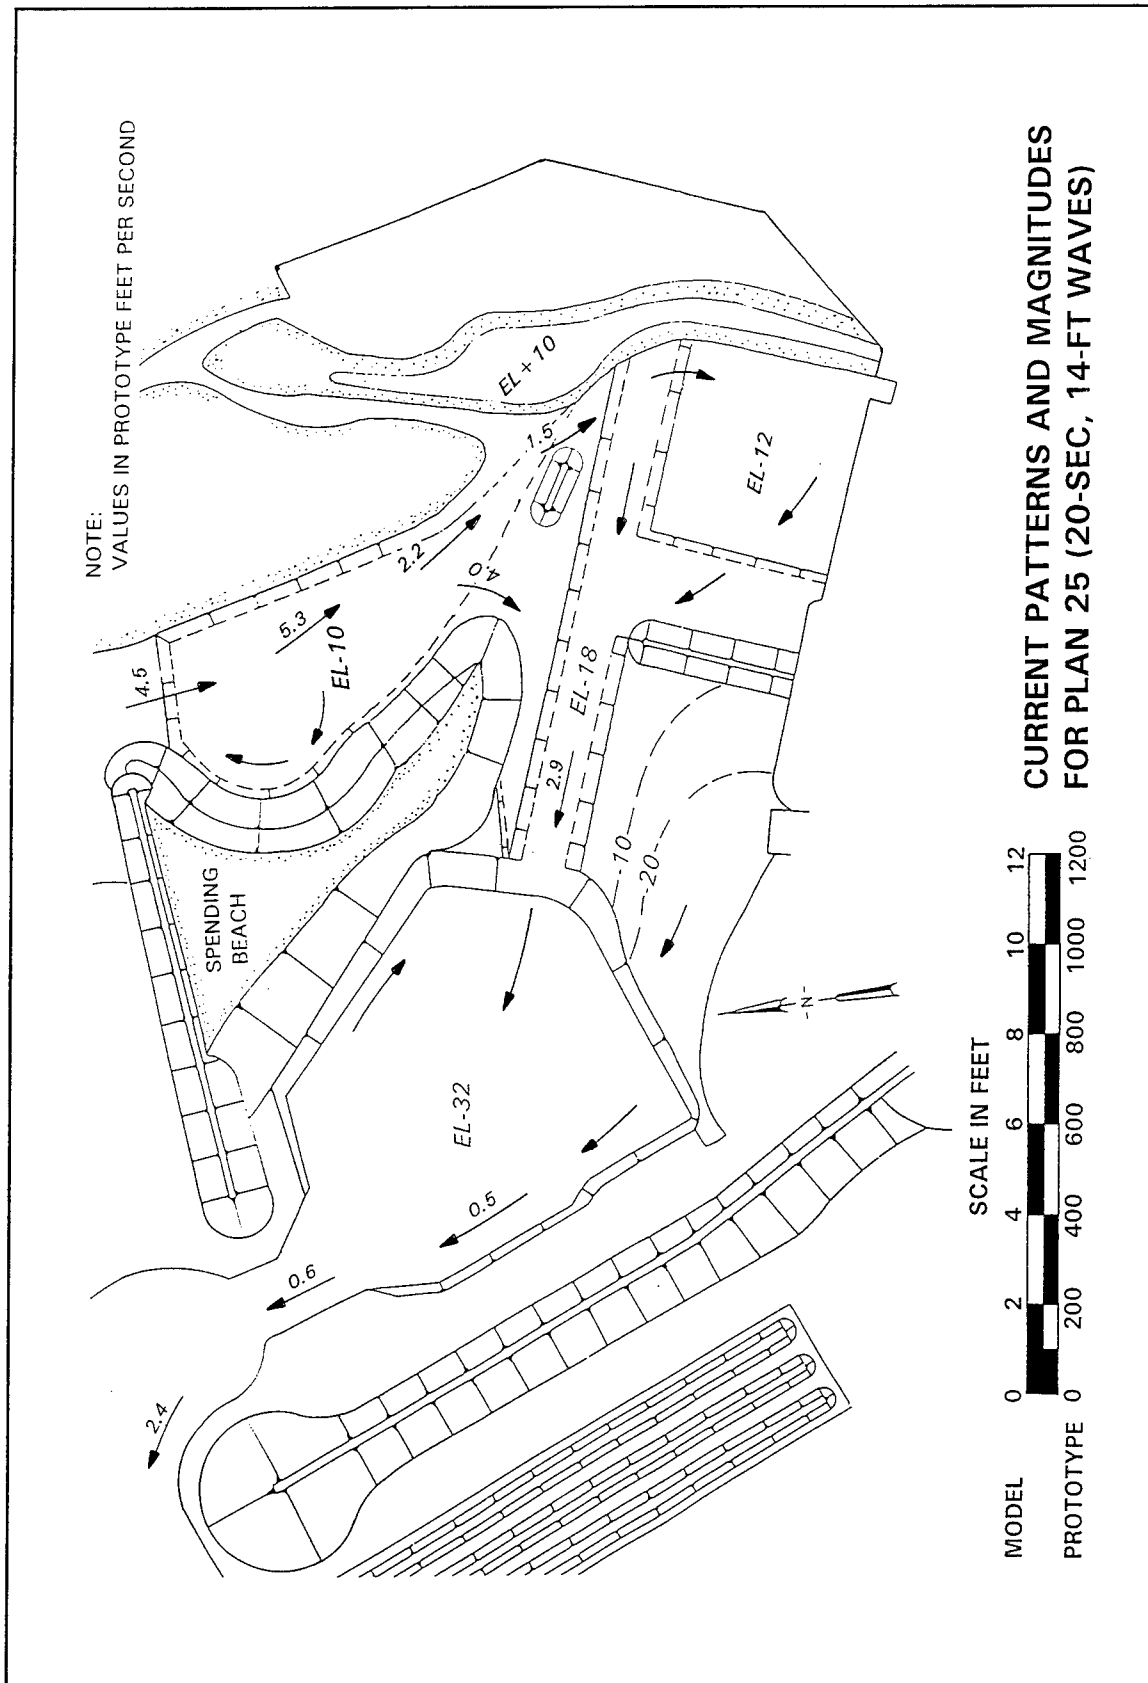 NOTE:
VALUES IN PROTOTYPE FEET PER SECOND
4.5
5.3
EL-10
2.2
4.0
1.5
EL + 10
SPENDING
BEACH
EL-18
2.9
EL-12
-10
-20
EL-32
0.5
0.6
2.4
-N-
SCALE IN FEET
MODEL 0 2 4 6 8 10 12
PROTOTYPE 0 200 400 600 800 1000 1200
CURRENT PATTERNS AND MAGNITUDES
FOR PLAN 25 (20-SEC, 14-FT WAVES)